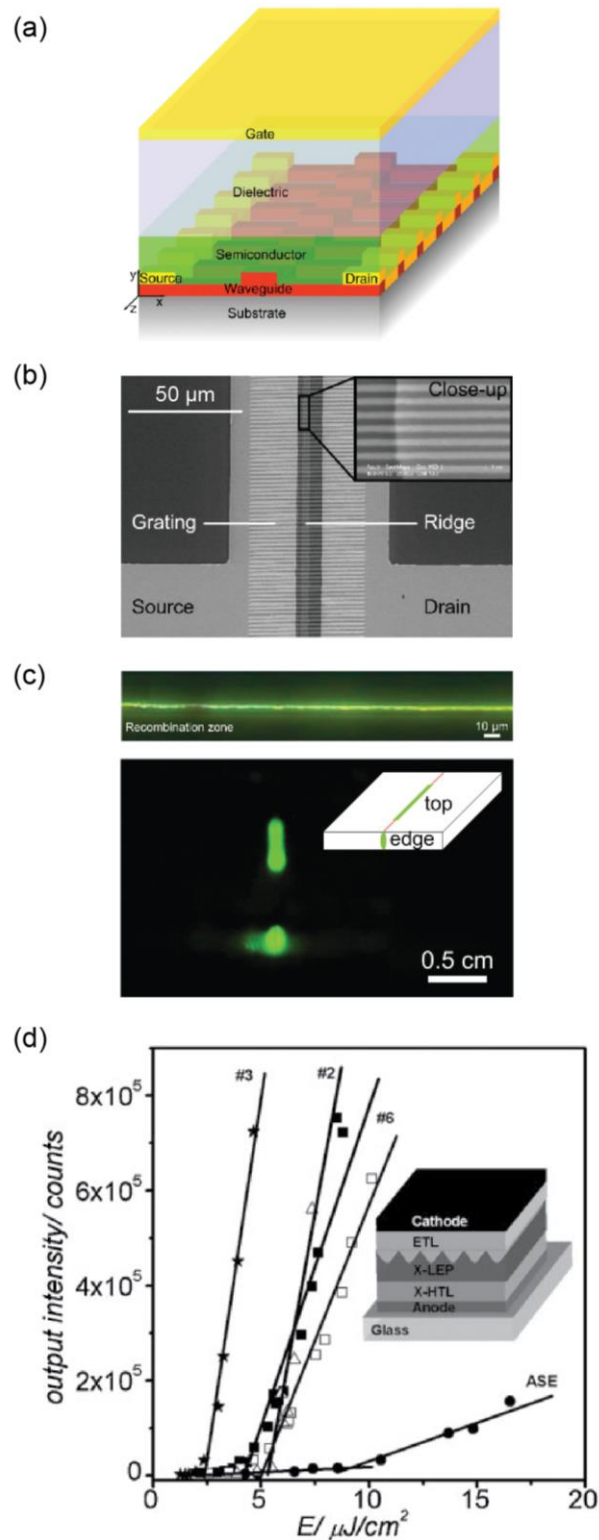 (a)
Gate
Dielectric
Semiconductor
Source
Drain
Waveguide
y
x
z
Substrate
(b)
50 μm
Close-up
Grating
Ridge
Source
Drain
(c)
Recombination zone
10 μm
top
edge
0.5 cm
(d)
#3
#2
#6
8x10⁵
6x10⁵
4x10⁵
2x10⁵
0
output intensity/ counts
Cathode
ETL
X-LEP
X-HTL
Anode
Glass
ASE
0
5
10
15
20
E/ μJ/cm²